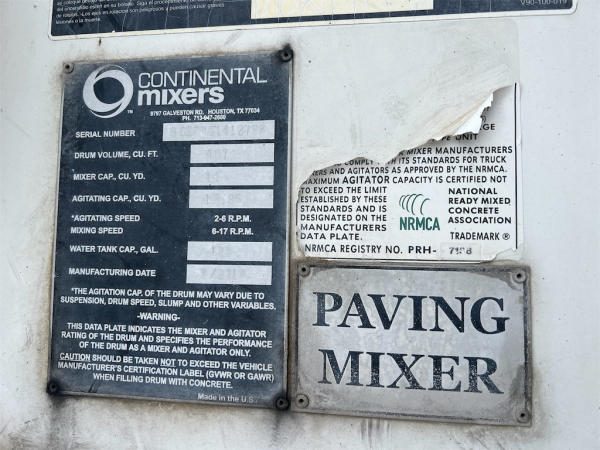 V90-100-019
CONTINENTAL
mixers
TM
9797 GALVESTON RD. HOUSTON, TX 77034
PH. 713-947-2600
SERIAL NUMBER
DRUM VOLUME, CU. FT.
MIXER CAP., CU. YD.
AGITATING CAP., CU. YD.
*AGITATING SPEED 2-6 R.P.M.
MIXING SPEED 6-17 R.P.M.
WATER TANK CAP., GAL.
MANUFACTURING DATE
*THE AGITATION CAP. OF THE DRUM MAY VARY DUE TO
SUSPENSION, DRUM SPEED, SLUMP AND OTHER VARIABLES.
-WARNING-
THIS DATA PLATE INDICATES THE MIXER AND AGITATOR
RATING OF THE DRUM AND SPECIFIES THE PERFORMANCE
OF THE DRUM AS A MIXER AND AGITATOR ONLY.
CAUTION SHOULD BE TAKEN NOT TO EXCEED THE VEHICLE
MANUFACTURER'S CERTIFICATION LABEL (GVWR OR GAWR)
WHEN FILLING DRUM WITH CONCRETE.
Made in the U.S.
UNIT
MIXER MANUFACTURERS
COMPLY WITH ITS STANDARDS FOR TRUCK
AND AGITATORS AS APPROVED BY THE NRMCA.
MAXIMUM AGITATOR CAPACITY IS CERTIFIED NOT
TO EXCEED THE LIMIT
ESTABLISHED BY THESE
STANDARDS AND IS
DESIGNATED ON THE
MANUFACTURERS
DATA PLATE.
NRMCA
NATIONAL
READY MIXED
CONCRETE
ASSOCIATION
TRADEMARK ®
NRMCA REGISTRY NO. PRH-
PAVING
MIXER